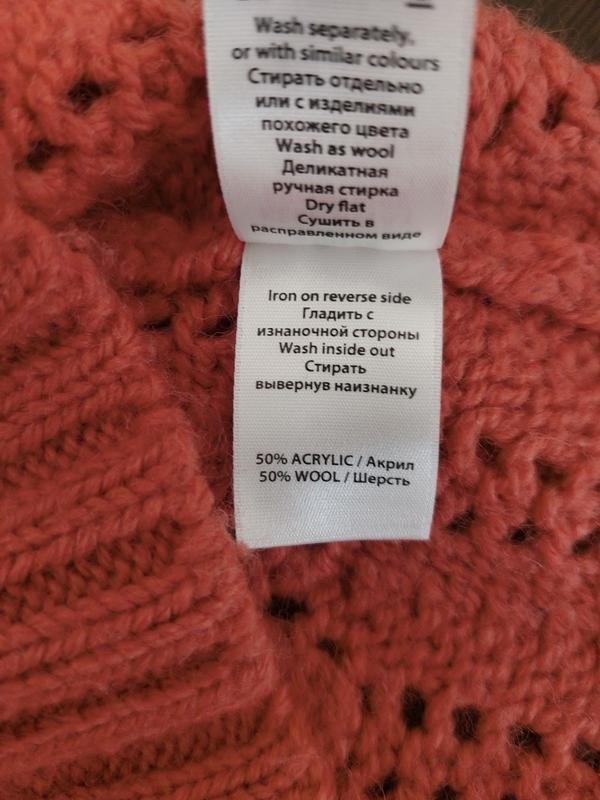 Wash separately,
or with similar colours
Стирать отдельно
или с изделиями
похожего цвета
Wash as wool
Деликатная
ручная стирка
Dry flat
Сушить в
расправленном виде
Iron on reverse side
Гладить с
изнаночной стороны
Wash inside out
Стирать
вывернув наизнанку
50% ACRYLIC / Акрил
50% WOOL / Шерсть